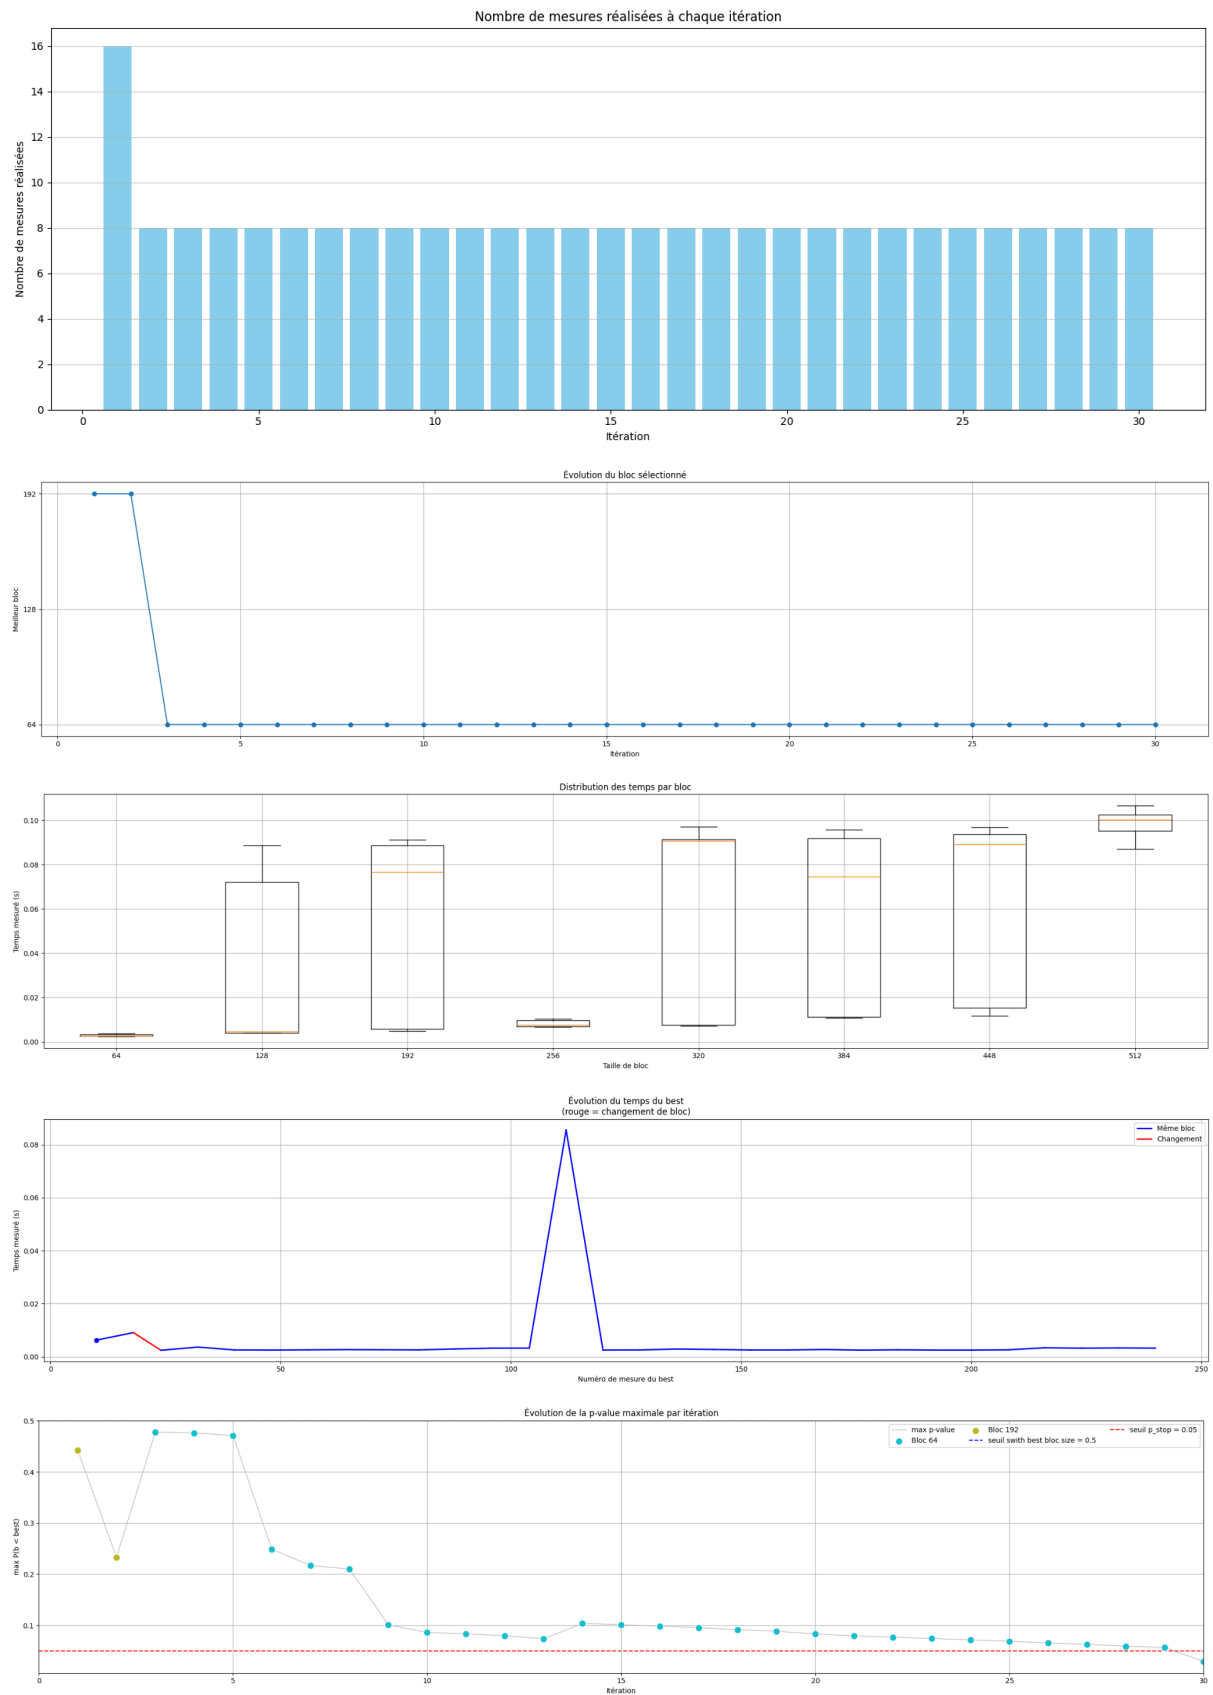 Nombre de mesures réalisées à chaque itération
Nombre de mesures réalisées
16
14
12
10
8
6
4
2
0
0 5 10 15 20 25 30
Itération
Évolution du bloc sélectionné
Meilleur bloc
192
128
64
0 5 10 15 20 25 30
Itération
Distribution des temps par bloc
Temps mesuré (s)
0.10
0.08
0.06
0.04
0.02
0.00
64 128 192 256 320 384 448 512
Taille de bloc
Évolution du temps du best
(rouge = changement de bloc)
Même bloc
Changement
Temps mesuré (s)
0.08
0.06
0.04
0.02
0.00
0 50 100 150 200 250
Numéro de mesure du best
Évolution de la p-value maximale par itération
max p-value Bloc 192 seuil p_stop = 0.05
Bloc 64 seuil swith best bloc size = 0.5
max P(b < best)
0.5
0.4
0.3
0.2
0.1
0 5 10 15 20 25 30
Itération